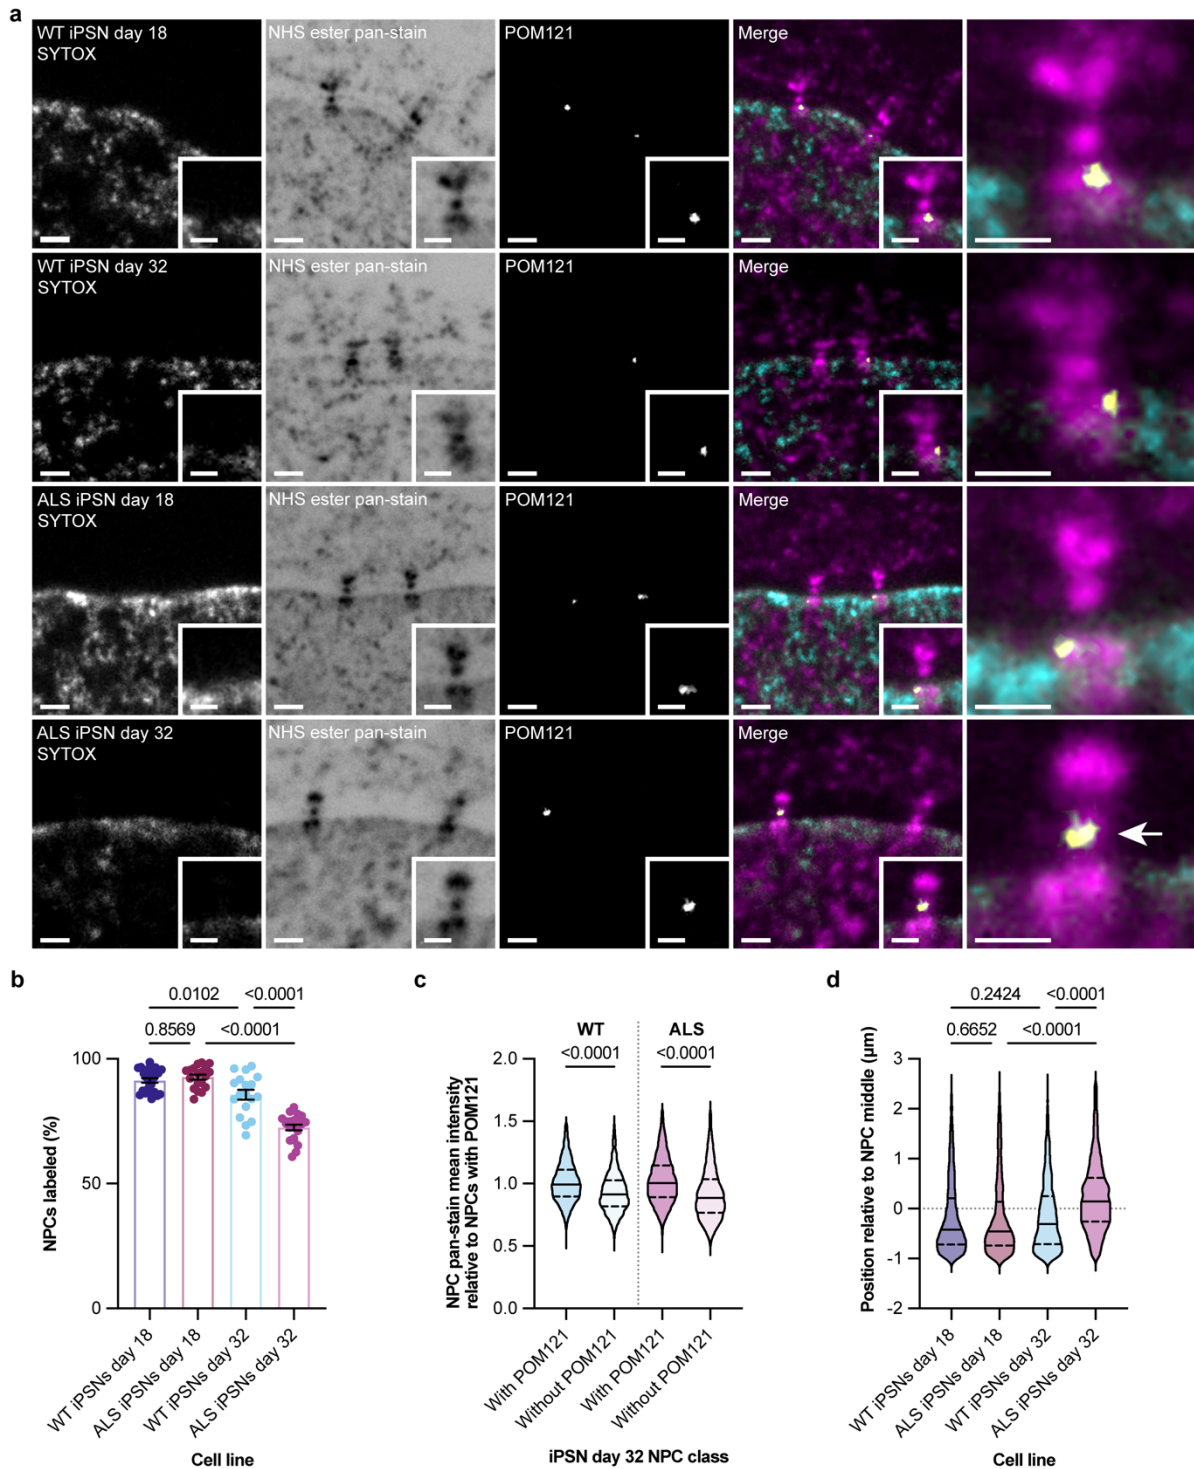 a
WT iPSN day 18
SYTOX
NHS ester pan-stain
POM121
Merge
WT iPSN day 32
SYTOX
NHS ester pan-stain
POM121
Merge
ALS iPSN day 18
SYTOX
NHS ester pan-stain
POM121
Merge
ALS iPSN day 32
SYTOX
NHS ester pan-stain
POM121
Merge
b
0.0102 <0.0001
0.8569 <0.0001
NPCs labeled (%)
100
50
0
WT iPSNs day 18
ALS iPSNs day 18
WT iPSNs day 32
ALS iPSNs day 32
Cell line
c
WT ALS
<0.0001 <0.0001
NPC pan-stain mean intensity
relative to NPCs with POM121
2.0
1.5
1.0
0.5
0.0
With POM121
Without POM121
With POM121
Without POM121
iPSN day 32 NPC class
d
0.2424 <0.0001
0.6652 <0.0001
Position relative to NPC middle (μm)
3
2
1
0
-1
-2
WT iPSNs day 18
ALS iPSNs day 18
WT iPSNs day 32
ALS iPSNs day 32
Cell line